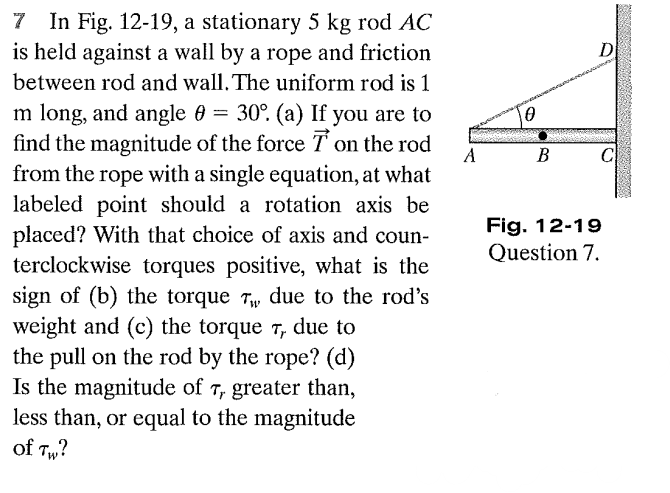 7 In Fig. 12-19, a stationary 5 kg rod AC
is held against a wall by a rope and friction
between rod and wall. The uniform rod is 1
m long, and angle θ = 30°. (a) If you are to
find the magnitude of the force T⃗ on the rod
from the rope with a single equation, at what
labeled point should a rotation axis be
placed? With that choice of axis and coun-
terclockwise torques positive, what is the
sign of (b) the torque τw due to the rod's
weight and (c) the torque τr due to
the pull on the rod by the rope? (d)
Is the magnitude of τr greater than,
less than, or equal to the magnitude
of τw?
D
θ
A B C
Fig. 12-19
Question 7.